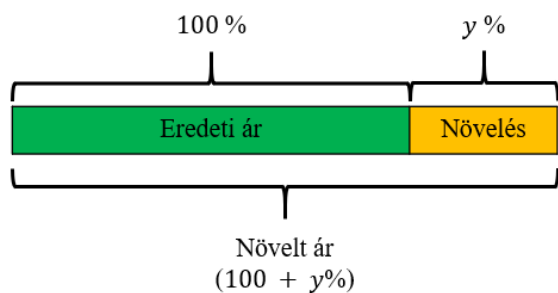 100 %
y %
Eredeti ár
Növelés
Növelt ár
(100 + y%)